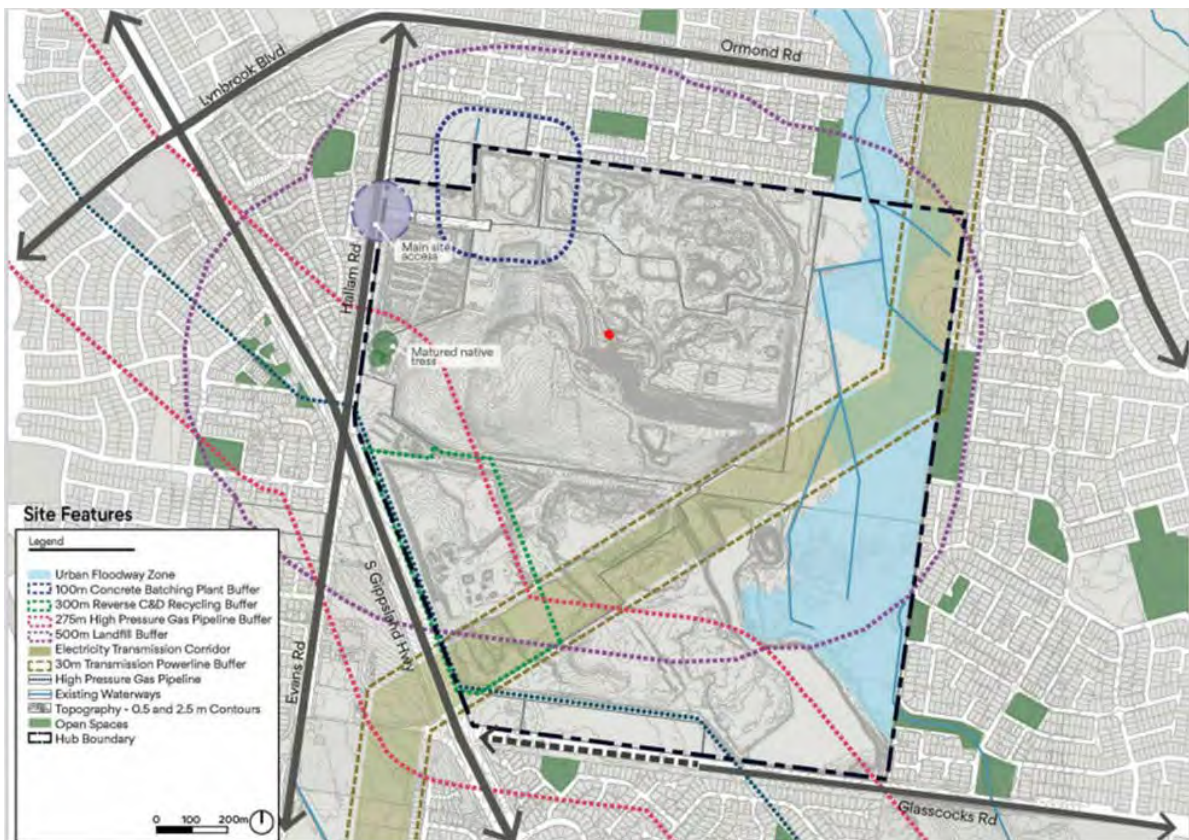 Lynbrook Blvd
Ormond Rd
Hallam Rd
Main site
access
Matured native
tress
S Gippsland Hwy
Evans Rd
Glasscocks Rd
Site Features
Legend
Urban Floodway Zone
100m Concrete Batching Plant Buffer
300m Reverse C&D Recycling Buffer
275m High Pressure Gas Pipeline Buffer
500m Landfill Buffer
Electricity Transmission Corridor
30m Transmission Powerline Buffer
High Pressure Gas Pipeline
Existing Waterways
Topography - 0.5 and 2.5 m Contours
Open Spaces
Hub Boundary
0 100 200m